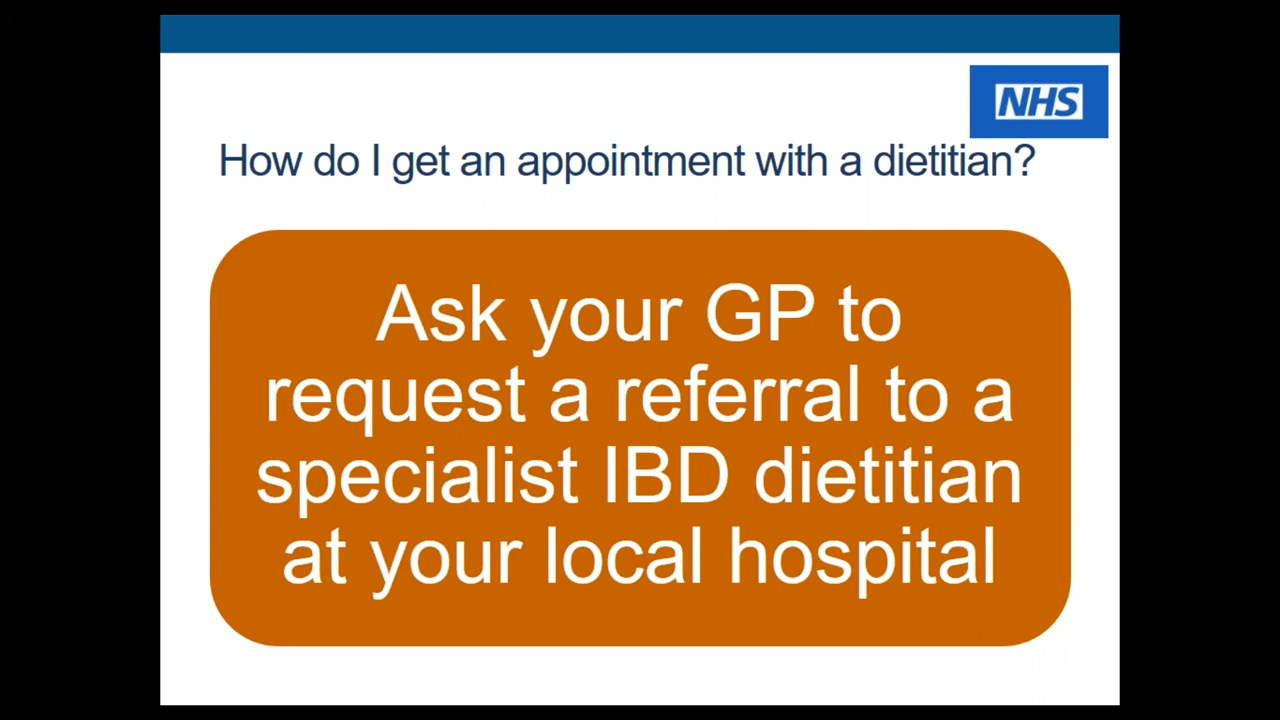 NHS
How do I get an appointment with a dietitian?
Ask your GP to
request a referral to a
specialist IBD dietitian
at your local hospital